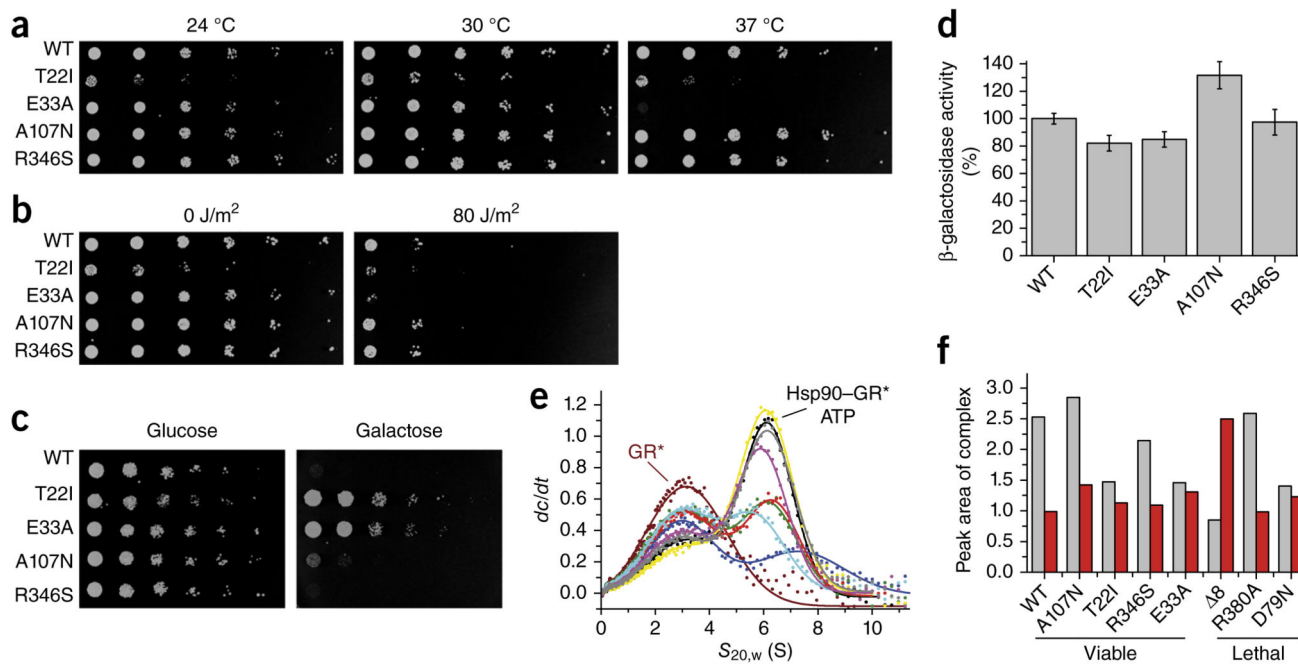 a
24 °C
30 °C
37 °C
WT
T22I
E33A
A107N
R346S
b
0 J/m²
80 J/m²
WT
T22I
E33A
A107N
R346S
c
Glucose
Galactose
WT
T22I
E33A
A107N
R346S
d
β-galactosidase activity
(%)
140
120
100
80
60
40
20
0
WT
T22I
E33A
A107N
R346S
e
dc/dt
1.2
1.0
0.8
0.6
0.4
0.2
0
GR*
Hsp90–GR*
ATP
0 2 4 6 8 10
S20,w (S)
f
Peak area of complex
3.0
2.5
2.0
1.5
1.0
0.5
0.0
WT
A107N
T22I
R346S
E33A
Δ8
R380A
D79N
Viable
Lethal